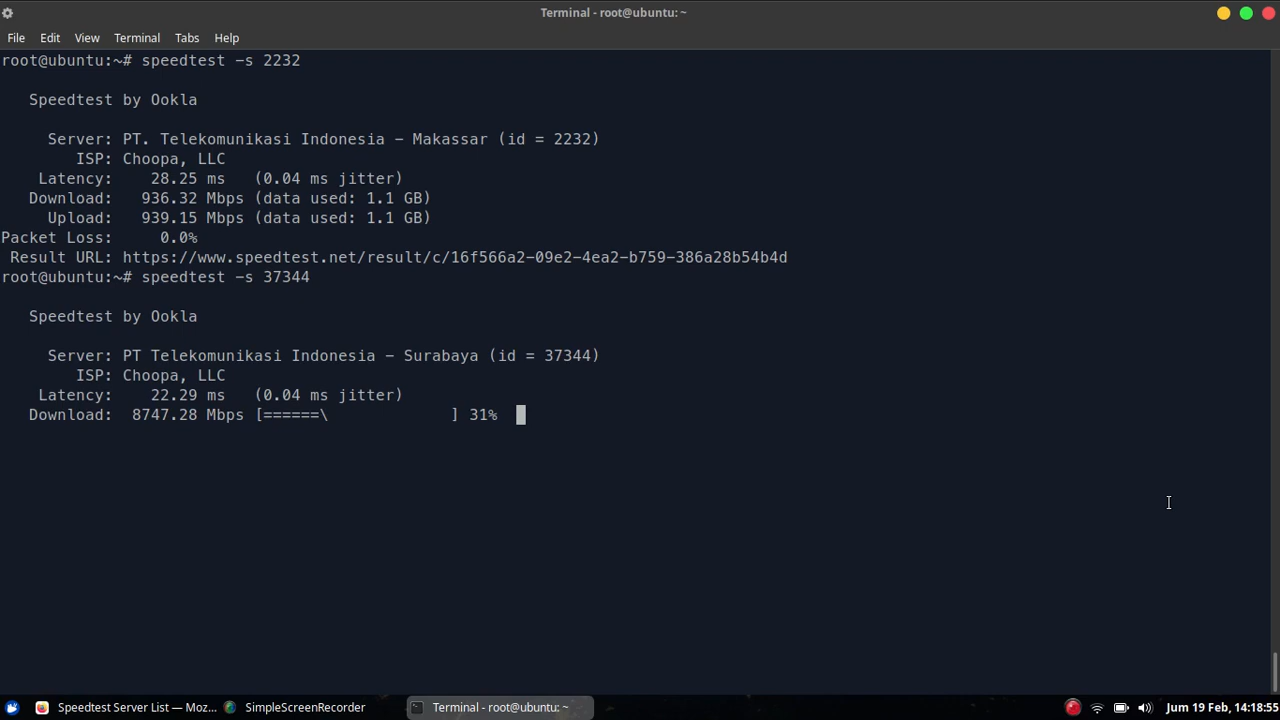 Terminal - root@ubuntu: ~
File Edit View Terminal Tabs Help
root@ubuntu:~# speedtest -s 2232
Speedtest by Ookla
Server: PT. Telekomunikasi Indonesia - Makassar (id = 2232)
ISP: Choopa, LLC
Latency: 28.25 ms (0.04 ms jitter)
Download: 936.32 Mbps (data used: 1.1 GB)
Upload: 939.15 Mbps (data used: 1.1 GB)
Packet Loss: 0.0%
Result URL: https://www.speedtest.net/result/c/16f566a2-09e2-4ea2-b759-386a28b54b4d
root@ubuntu:~# speedtest -s 37344
Speedtest by Ookla
Server: PT Telekomunikasi Indonesia - Surabaya (id = 37344)
ISP: Choopa, LLC
Latency: 22.29 ms (0.04 ms jitter)
Download: 8747.28 Mbps [======\ ] 31%
Speedtest Server List — Moz... SimpleScreenRecorder Terminal - root@ubuntu: ~ Jum 19 Feb, 14:18:55